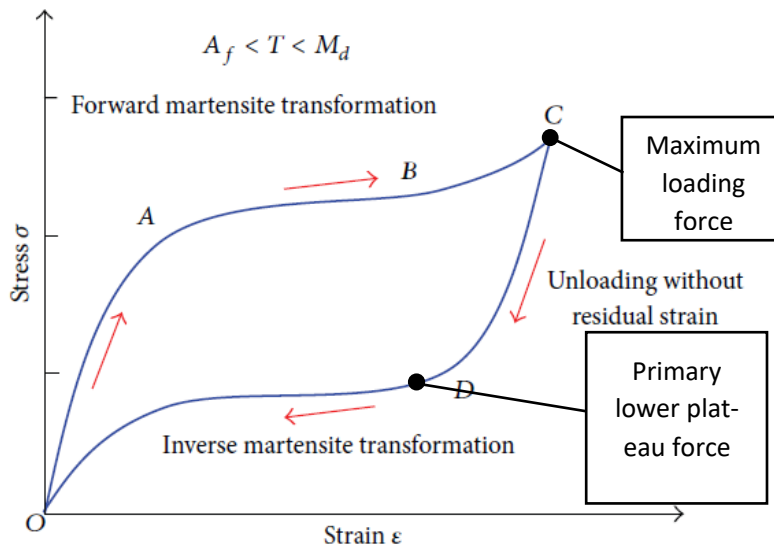 A_f < T < M_d
Forward martensite transformation
C
Maximum
loading
force
B
A
Stress σ
Unloading without
residual strain
Primary
lower plat-
eau force
D
Inverse martensite transformation
O
Strain ε